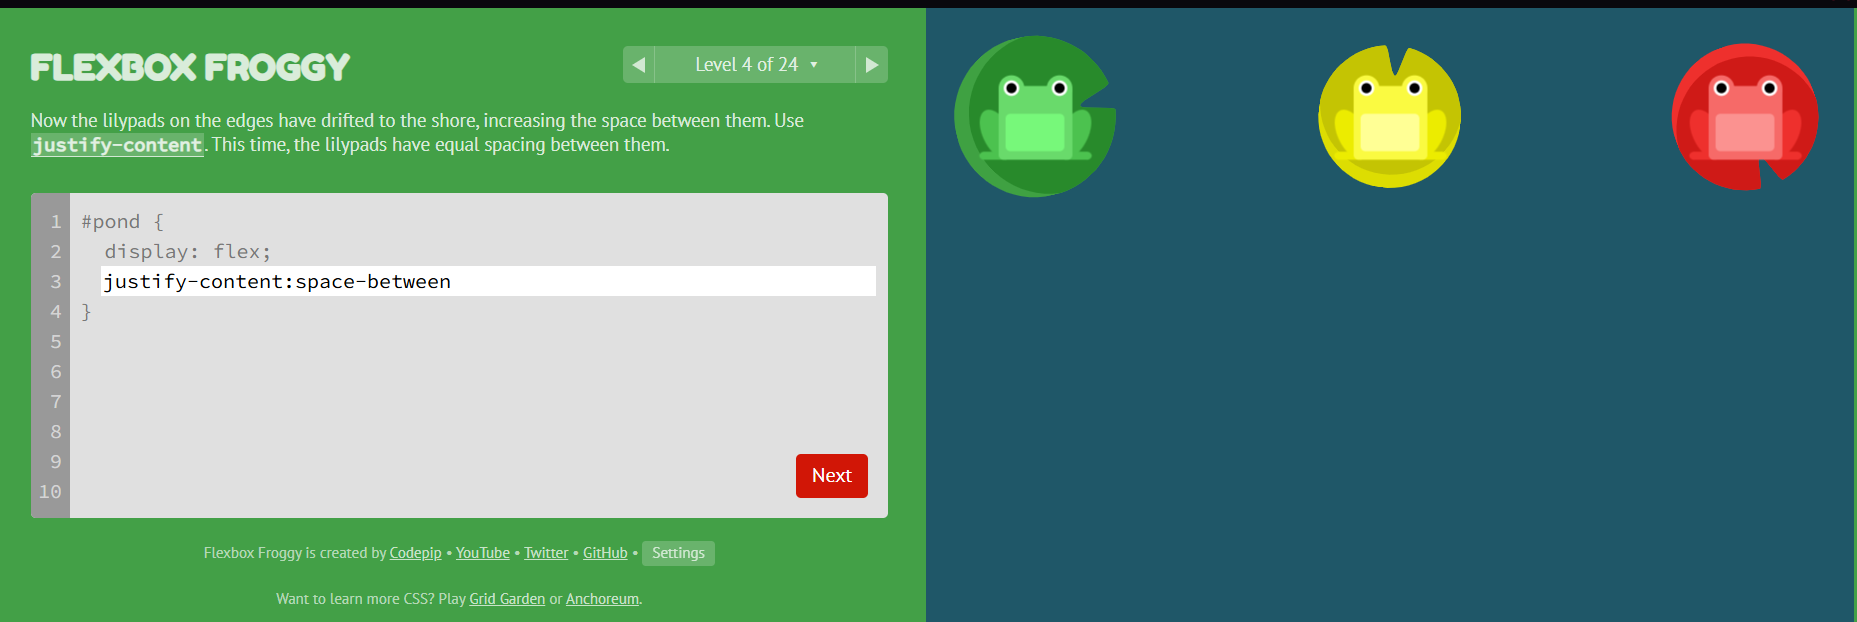 FLEXBOX FROGGY
Level 4 of 24
Now the lilypads on the edges have drifted to the shore, increasing the space between them. Use
justify-content. This time, the lilypads have equal spacing between them.
1 #pond {
2 display: flex;
3 justify-content:space-between
4 }
5
6
7
8
9
10
Next
Flexbox Froggy is created by Codepip • YouTube • Twitter • GitHub • Settings
Want to learn more CSS? Play Grid Garden or Anchoreum.